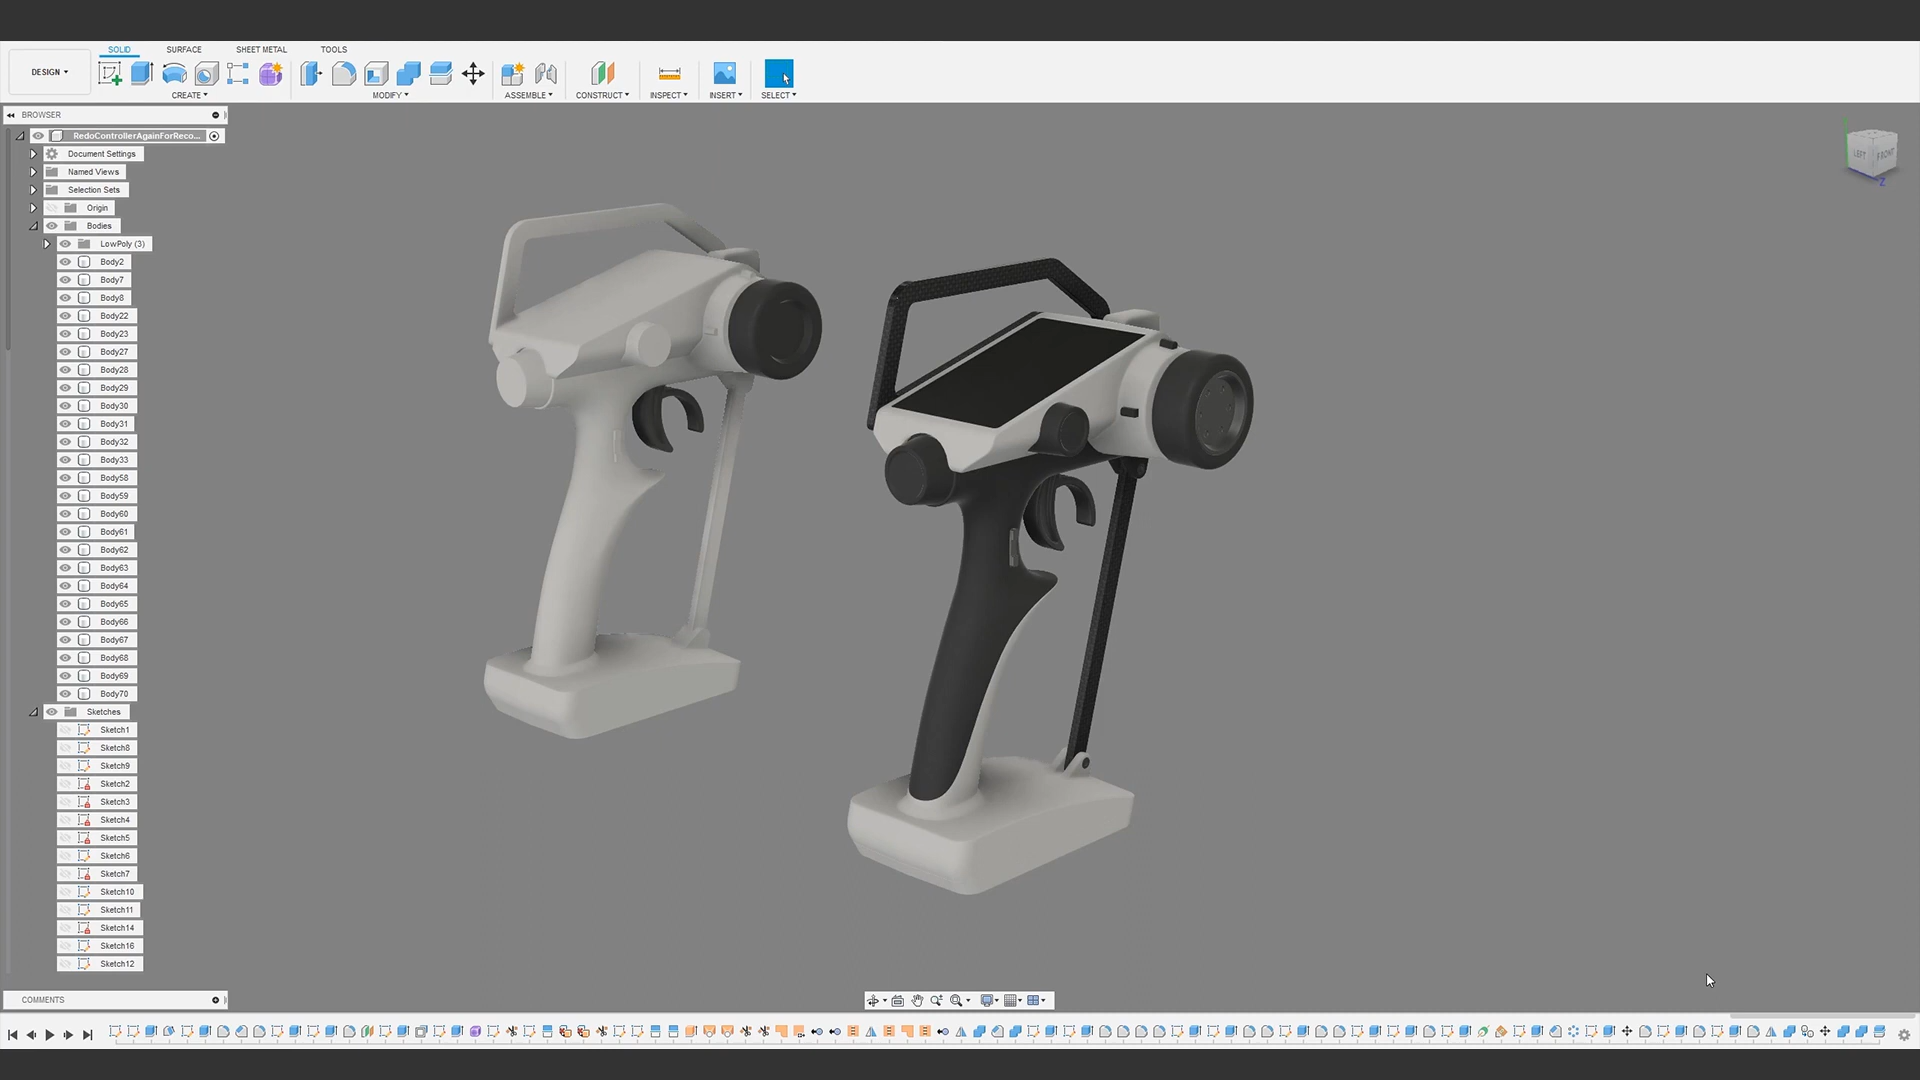 SOLID SURFACE SHEET METAL TOOLS
DESIGN
CREATE MODIFY ASSEMBLE CONSTRUCT INSPECT INSERT SELECT
BROWSER
RedoControllerAgainForReco...
Document Settings
Named Views
Selection Sets
Origin
Bodies
LowPoly (3)
Body2
Body7
Body8
Body22
Body23
Body27
Body28
Body29
Body30
Body31
Body32
Body33
Body58
Body59
Body60
Body61
Body62
Body63
Body64
Body65
Body66
Body67
Body68
Body69
Body70
Sketches
Sketch1
Sketch8
Sketch9
Sketch2
Sketch3
Sketch4
Sketch5
Sketch6
Sketch7
Sketch10
Sketch11
Sketch14
Sketch16
Sketch12
COMMENTS
LEFT FRONT
Z